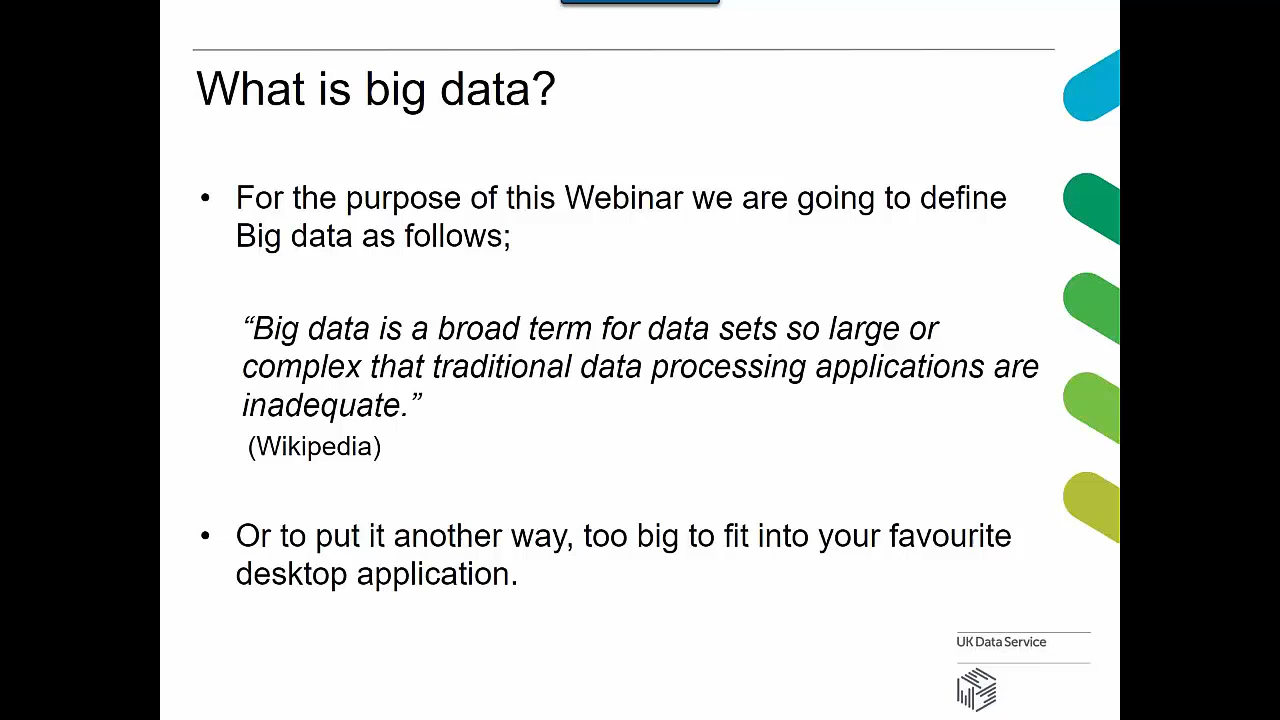 What is big data?
• For the purpose of this Webinar we are going to define
Big data as follows;
“Big data is a broad term for data sets so large or
complex that traditional data processing applications are
inadequate.”
(Wikipedia)
• Or to put it another way, too big to fit into your favourite
desktop application.
UK Data Service